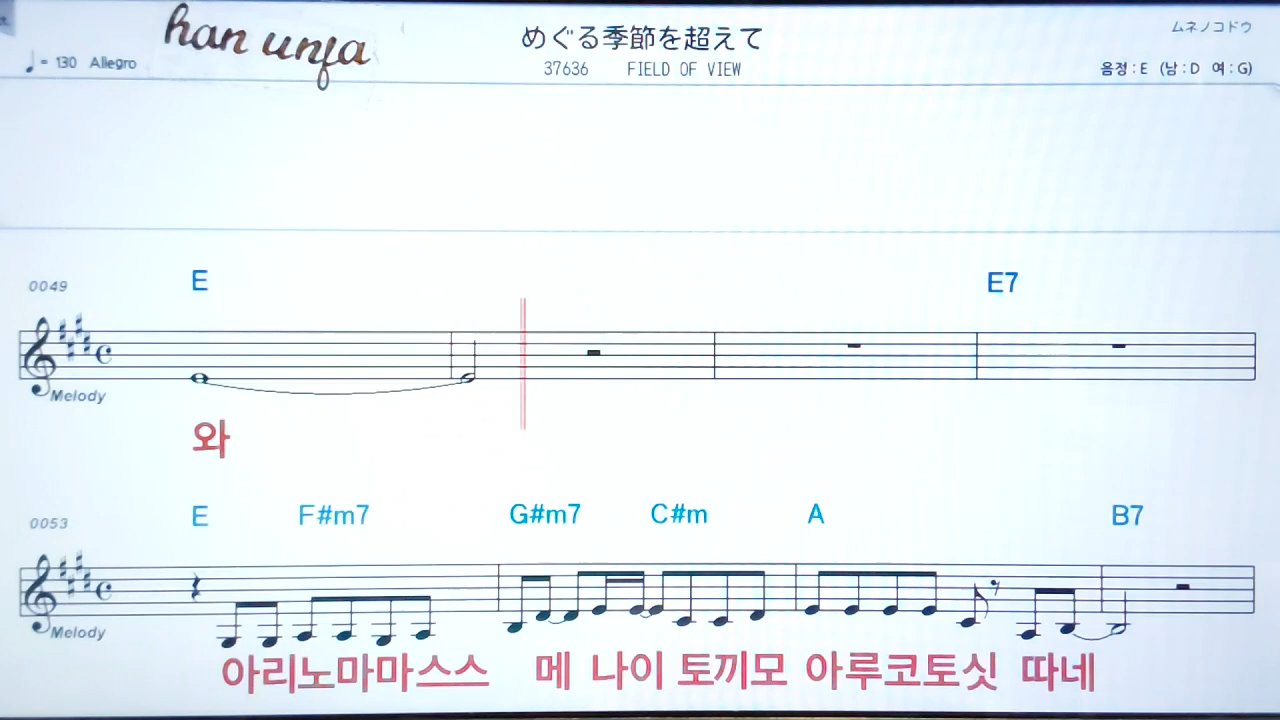 han unfa
めぐる季節を超えて
ムネノコドウ
♩= 130 Allegro
37636 FIELD OF VIEW
음정 : E (남 : D 여 : G)
0049 E E7
Melody
와
0053 E F#m7 G#m7 C#m A B7
Melody
아리노마마스스 메 나이 토끼모 아루코토싯 따네